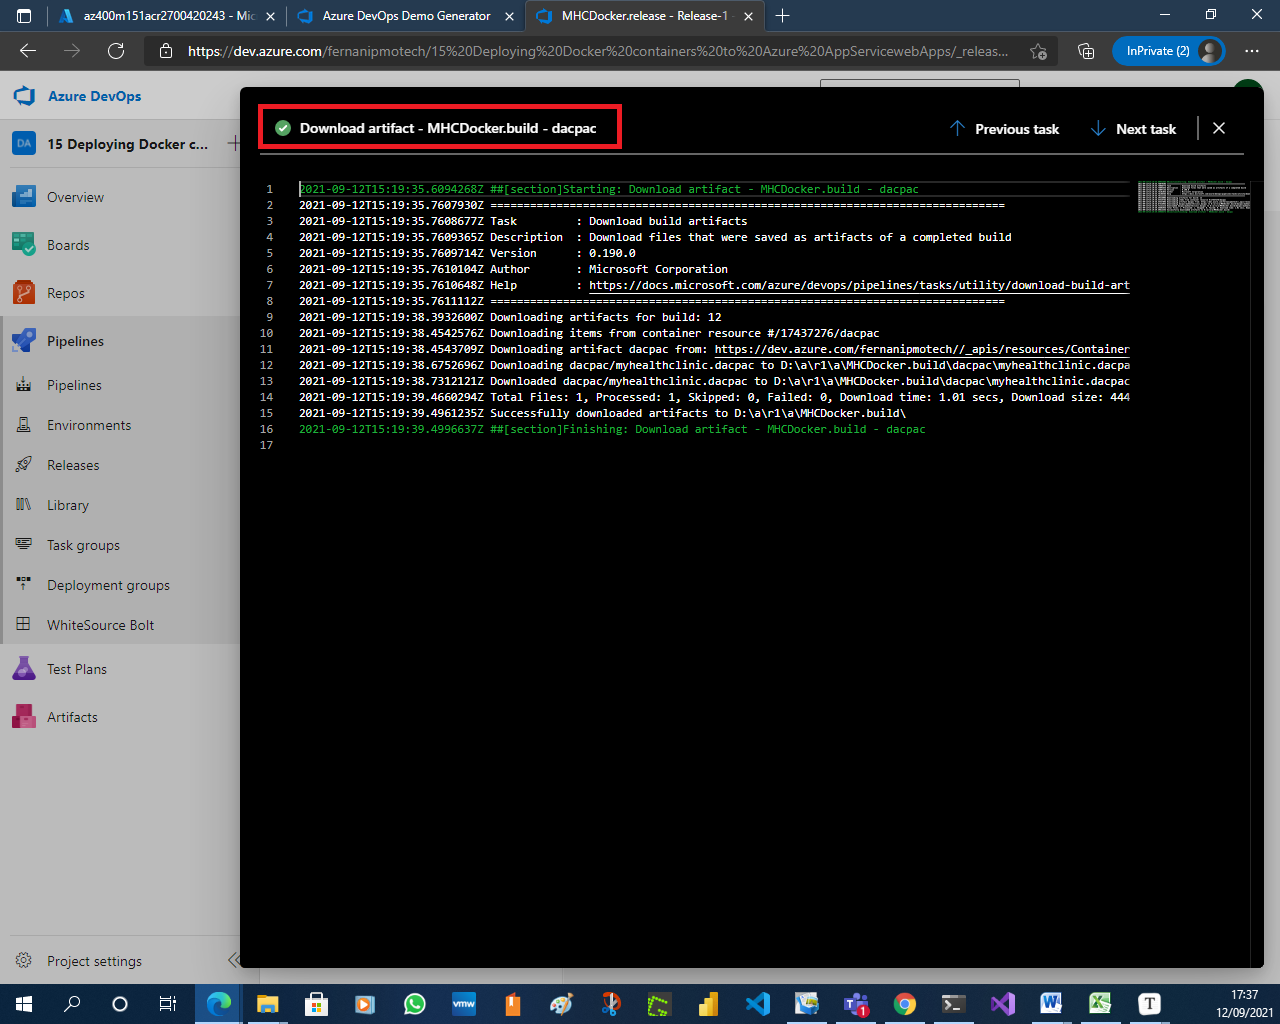 az400m151acr2700420243 - Mic
Azure DevOps Demo Generator
MHCDocker.release - Release-1 -
https://dev.azure.com/fernanipmotech/15%20Deploying%20Docker%20containers%20to%20Azure%20AppServicewebApps/_releas...
InPrivate (2)
Azure DevOps
DA
15 Deploying Docker c...
Overview
Boards
Repos
Pipelines
Pipelines
Environments
Releases
Library
Task groups
Deployment groups
WhiteSource Bolt
Test Plans
Artifacts
Project settings
Download artifact - MHCDocker.build - dacpac
Previous task
Next task
1 2021-09-12T15:19:35.6094268Z ##[section]Starting: Download artifact - MHCDocker.build - dacpac
2 2021-09-12T15:19:35.7607930Z ==============================================================================
3 2021-09-12T15:19:35.7608677Z Task : Download build artifacts
4 2021-09-12T15:19:35.7609365Z Description : Download files that were saved as artifacts of a completed build
5 2021-09-12T15:19:35.7609714Z Version : 0.190.0
6 2021-09-12T15:19:35.7610104Z Author : Microsoft Corporation
7 2021-09-12T15:19:35.7610648Z Help : https://docs.microsoft.com/azure/devops/pipelines/tasks/utility/download-build-art
8 2021-09-12T15:19:35.7611112Z ==============================================================================
9 2021-09-12T15:19:38.3932600Z Downloading artifacts for build: 12
10 2021-09-12T15:19:38.4542576Z Downloading items from container resource #/17437276/dacpac
11 2021-09-12T15:19:38.4543709Z Downloading artifact dacpac from: https://dev.azure.com/fernanipmotech//_apis/resources/Container
12 2021-09-12T15:19:38.6752696Z Downloading dacpac/myhealthclinic.dacpac to D:\a\r1\a\MHCDocker.build\dacpac\myhealthclinic.dacpa
13 2021-09-12T15:19:38.7312121Z Downloaded dacpac/myhealthclinic.dacpac to D:\a\r1\a\MHCDocker.build\dacpac\myhealthclinic.dacpac
14 2021-09-12T15:19:39.4660294Z Total Files: 1, Processed: 1, Skipped: 0, Failed: 0, Download time: 1.01 secs, Download size: 444
15 2021-09-12T15:19:39.4961235Z Successfully downloaded artifacts to D:\a\r1\a\MHCDocker.build\
16 2021-09-12T15:19:39.4996637Z ##[section]Finishing: Download artifact - MHCDocker.build - dacpac
17
vmw
1
T
17:37
12/09/2021